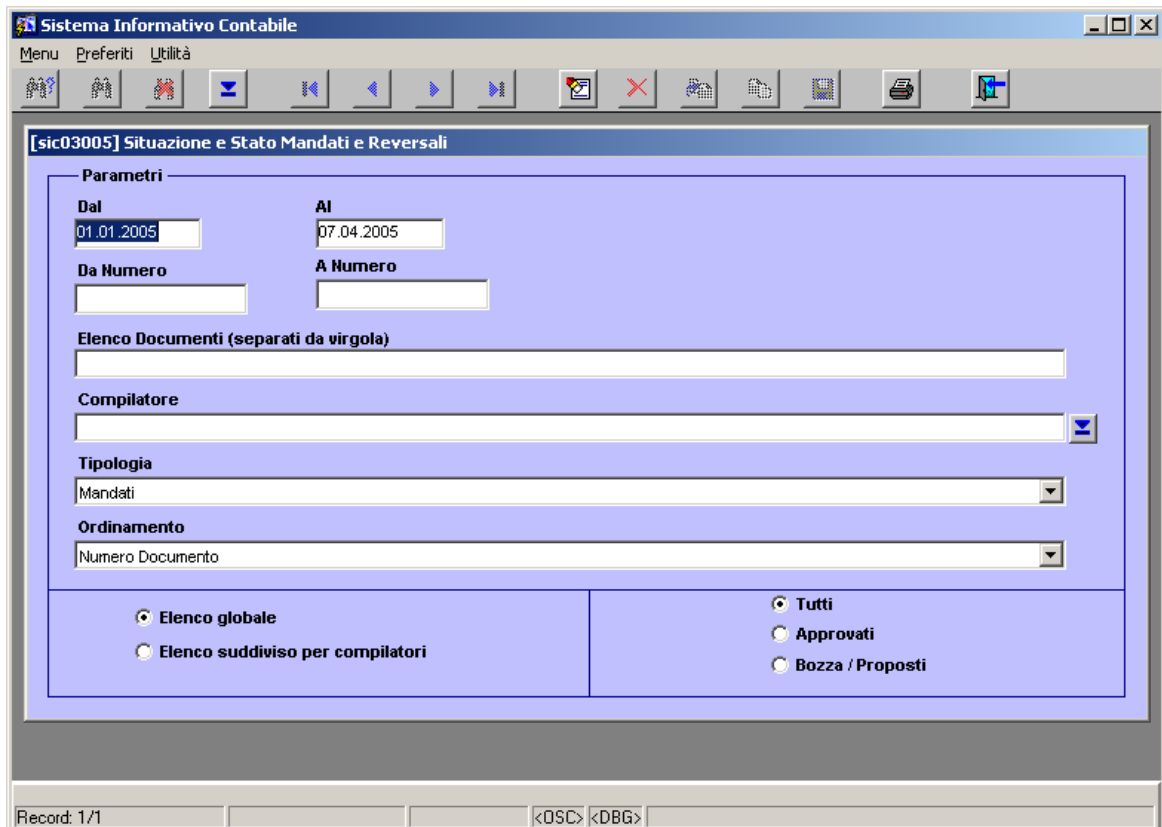 Sistema Informativo Contabile
Menu Preferiti Utilità
[sic03005] Situazione e Stato Mandati e Reversali
Parametri
Dal Al
01.01.2005 07.04.2005
Da Numero A Numero
Elenco Documenti (separati da virgola)
Compilatore
Tipologia
Mandati
Ordinamento
Numero Documento
Elenco globale
Elenco suddiviso per compilatori
Tutti
Approvati
Bozza / Proposti
Record: 1/1 <OSC> <DBG>